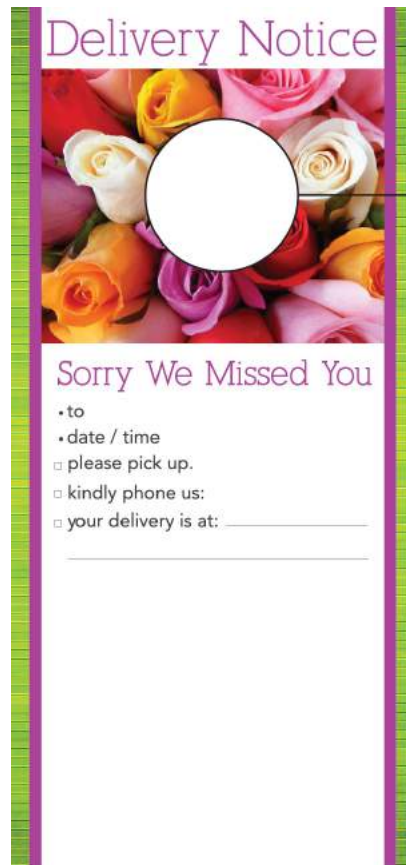 Delivery Notice
Sorry We Missed You
• to
• date / time
□ please pick up.
□ kindly phone us:
□ your delivery is at: